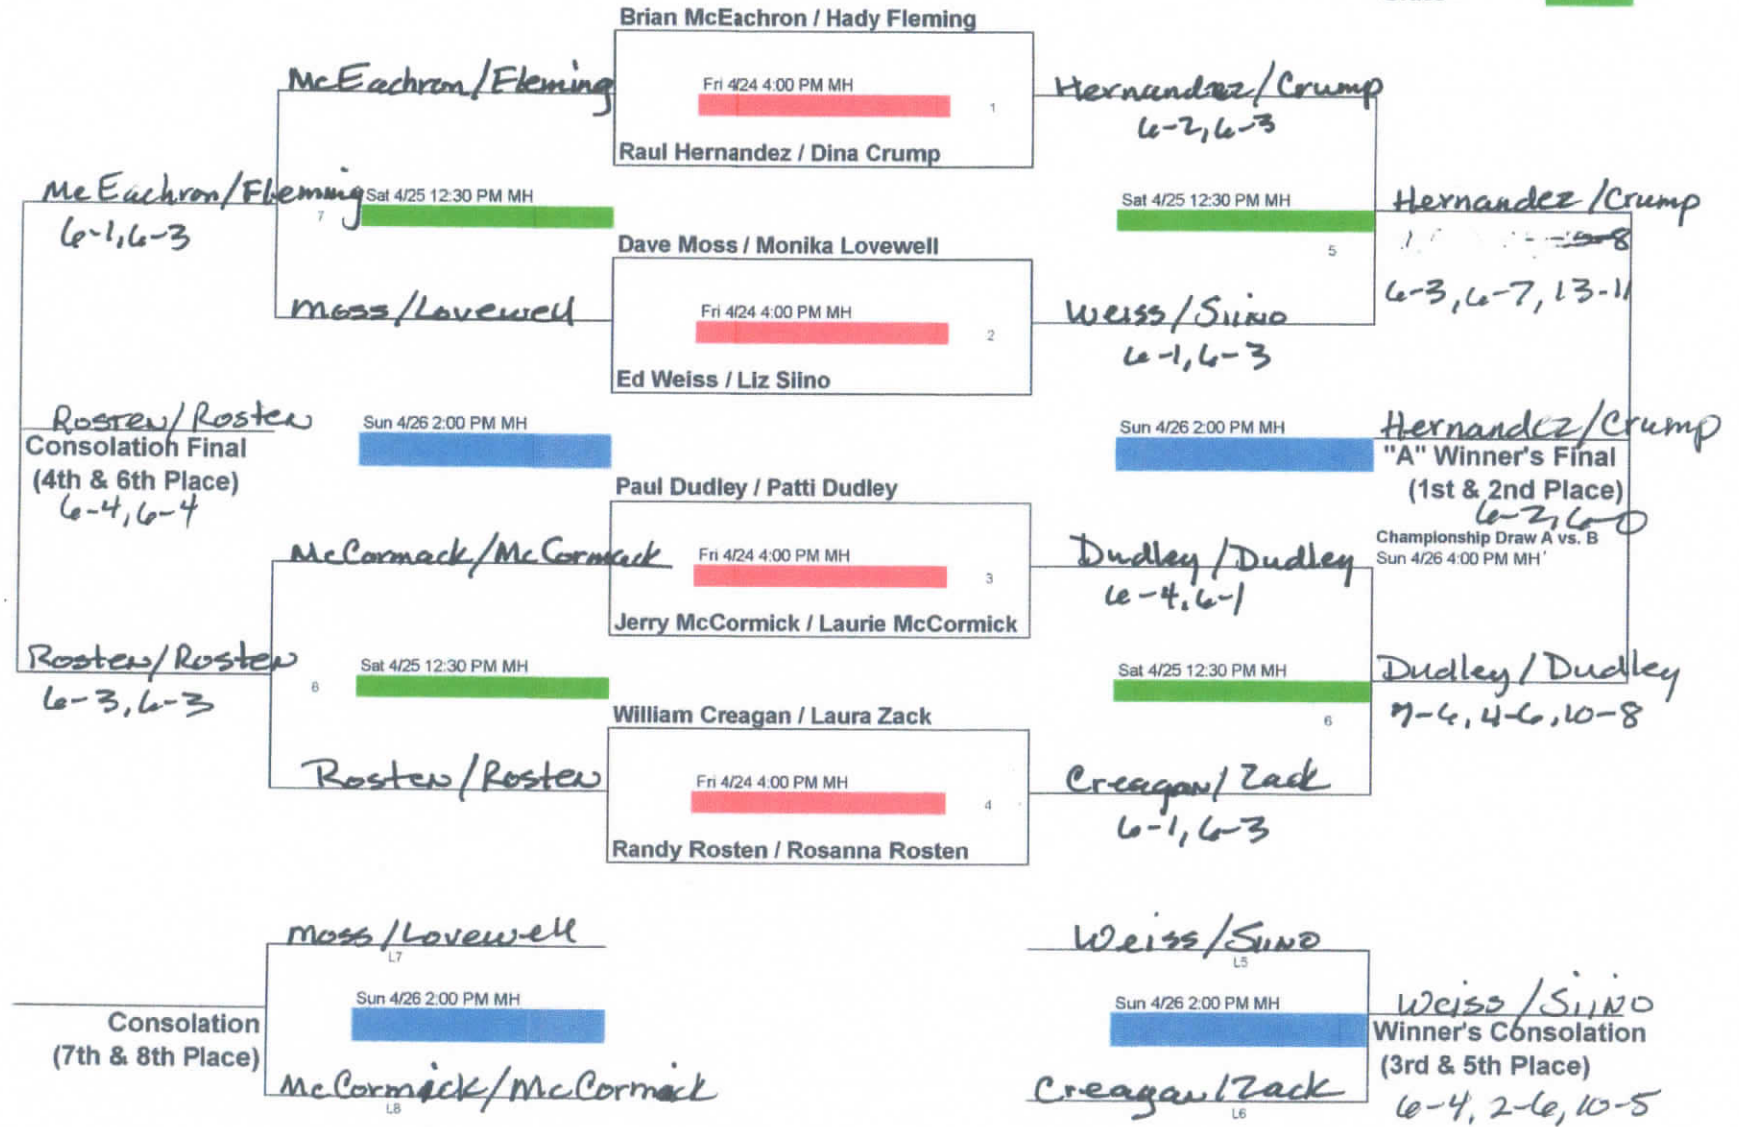 Brian McEachron / Hady Fleming
McEachron/Fleming
Fri 4/24 4:00 PM MH
1
Hernandez/Crump
6-2, 6-3
Raul Hernandez / Dina Crump
McEachron/Fleming
6-1, 6-3
Sat 4/25 12:30 PM MH
7
Sat 4/25 12:30 PM MH
5
Hernandez/Crump
6-3, 6-7, 13-11
Dave Moss / Monika Lovewell
Moss/Lovewell
Fri 4/24 4:00 PM MH
2
Weiss/Siino
6-1, 6-3
Ed Weiss / Liz Siino
Rosten/Rosten
Consolation Final
(4th & 6th Place)
6-4, 6-4
Sun 4/26 2:00 PM MH
Sun 4/26 2:00 PM MH
Hernandez/Crump
"A" Winner's Final
(1st & 2nd Place)
6-2, 6-0
Championship Draw A vs. B
Sun 4/26 4:00 PM MH
Paul Dudley / Patti Dudley
McCormack/McCormack
Fri 4/24 4:00 PM MH
3
Dudley/Dudley
6-4, 6-1
Jerry McCormick / Laurie McCormick
Rosten/Rosten
6-3, 6-3
Sat 4/25 12:30 PM MH
8
Sat 4/25 12:30 PM MH
6
Dudley/Dudley
7-6, 4-6, 10-8
William Creagan / Laura Zack
Rosten/Rosten
Fri 4/24 4:00 PM MH
4
Creagan/Zack
6-1, 6-3
Randy Rosten / Rosanna Rosten
Moss/Lovewell
L7
Sun 4/26 2:00 PM MH
Consolation
(7th & 8th Place)
McCormick/McCormick
L8
Weiss/Siino
L5
Sun 4/26 2:00 PM MH
Weiss/Siino
Winner's Consolation
(3rd & 5th Place)
6-4, 2-6, 10-5
Creagan/Zack
L6